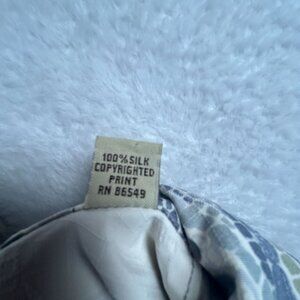 100% SILK
COPYRIGHTED
PRINT
RN 86549